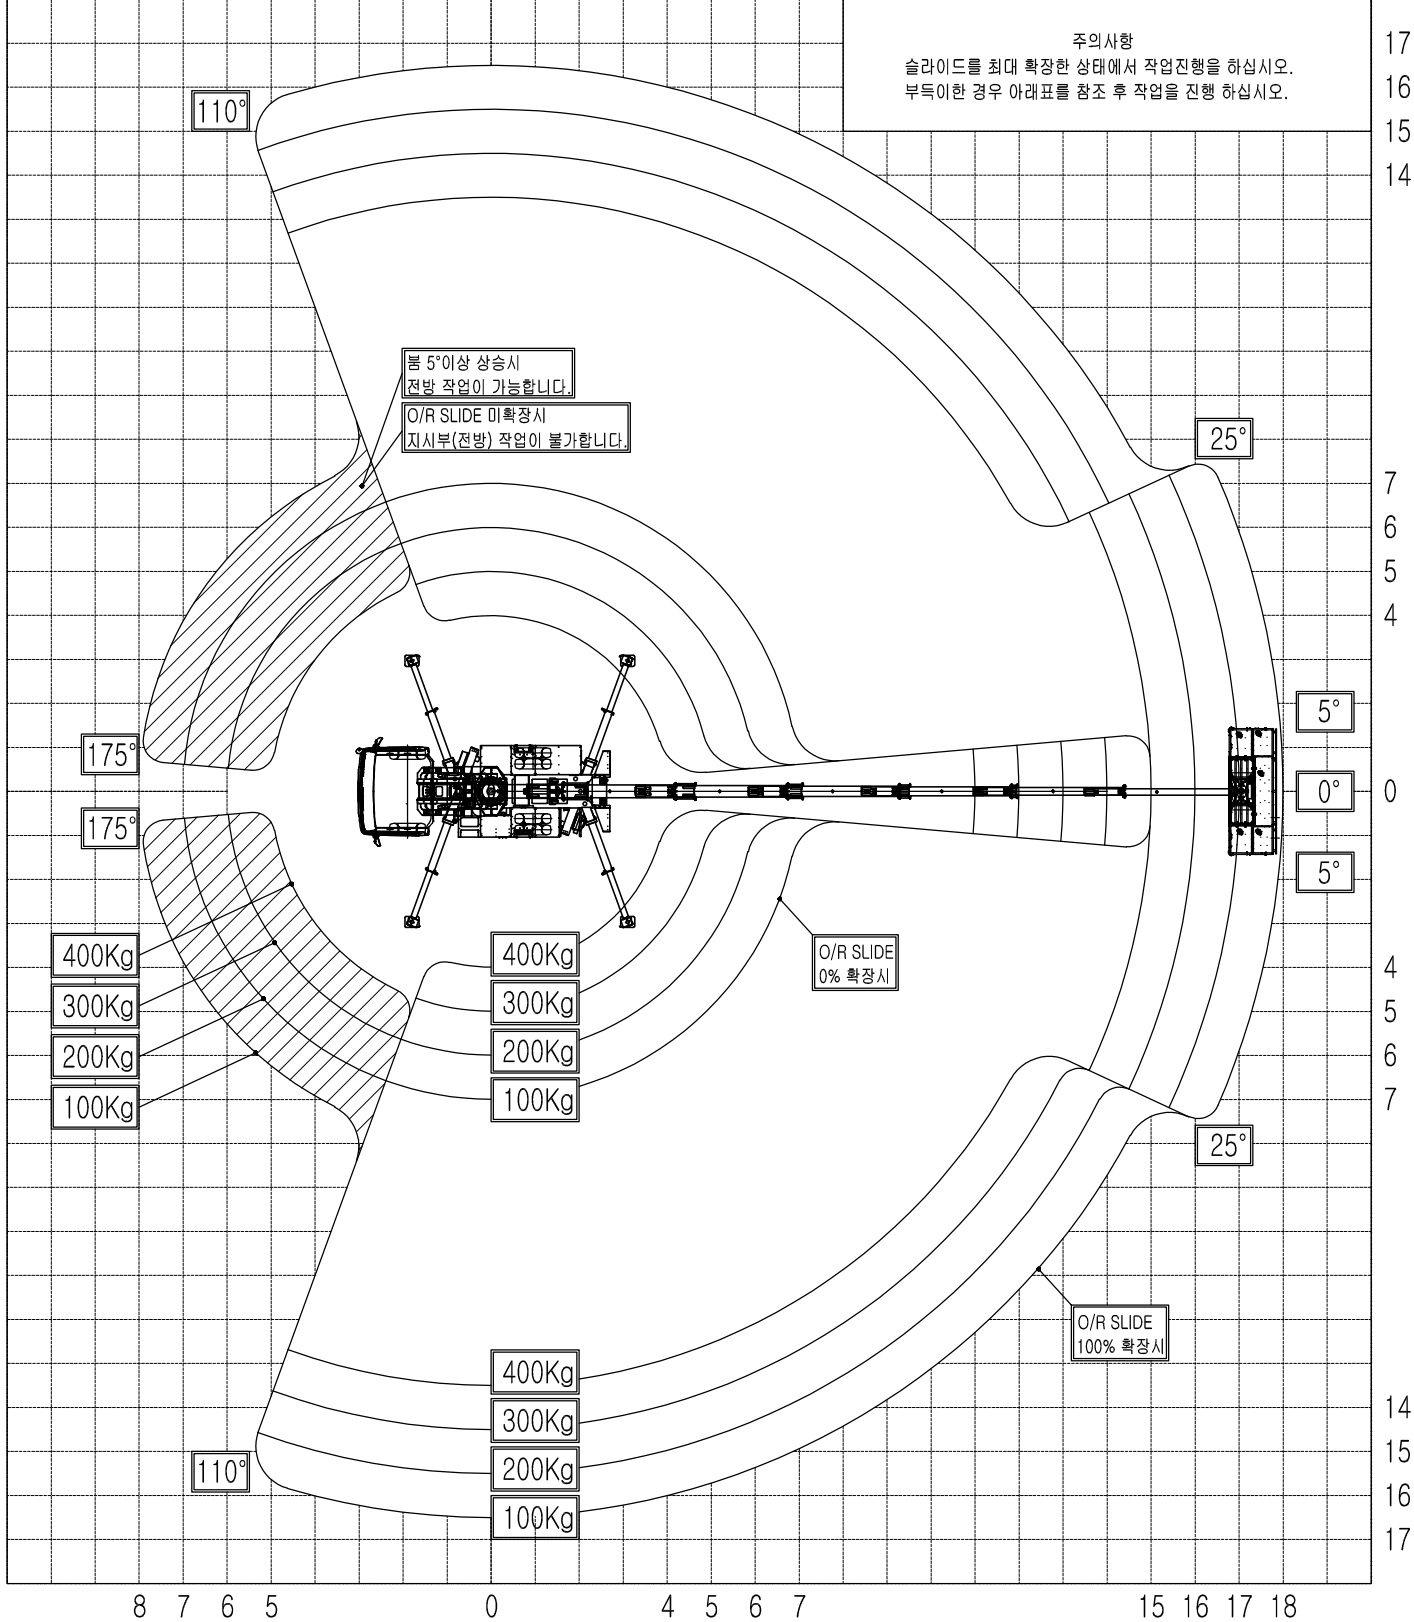 주의사항
슬라이드를 최대 확장한 상태에서 작업진행을 하십시오.
부득이한 경우 아래표를 참조 후 작업을 진행 하십시오.
17
16
15
14
110°
붐 5°이상 상승시
전방 작업이 가능합니다.
O/R SLIDE 미확장시
지시부(전방) 작업이 불가합니다.
25°
7
6
5
4
5°
175°
0°
0
175°
5°
400Kg
300Kg
200Kg
100Kg
400Kg
300Kg
200Kg
100Kg
O/R SLIDE
0% 확장시
4
5
6
7
25°
O/R SLIDE
100% 확장시
400Kg
300Kg
200Kg
100Kg
110°
14
15
16
17
8 7 6 5 0 4 5 6 7 15 16 17 18